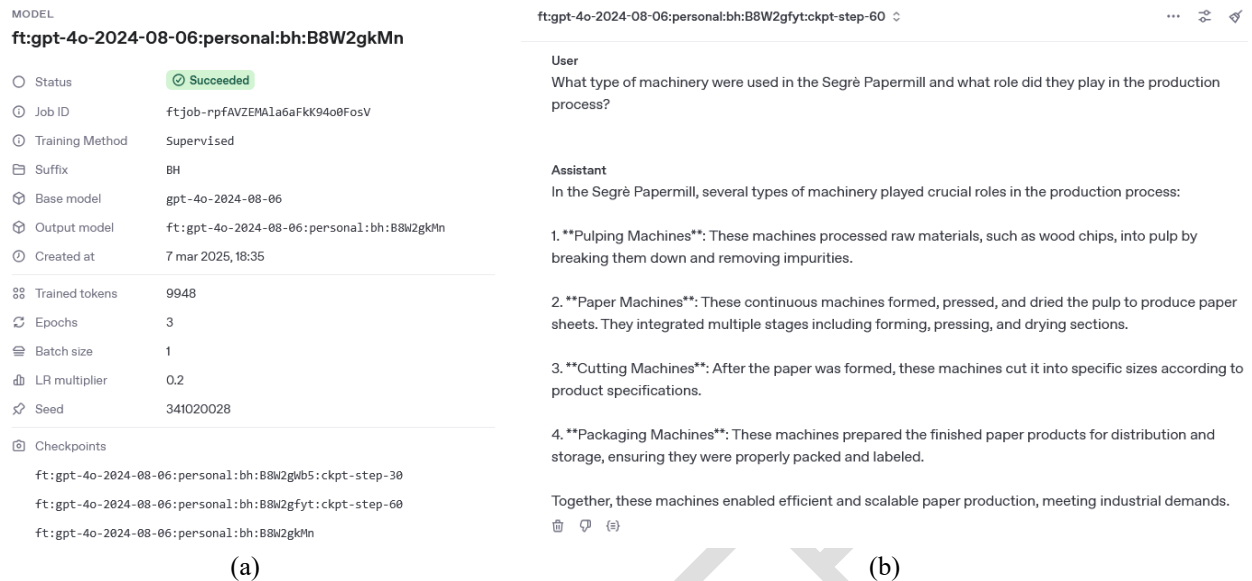 MODEL
ft:gpt-4o-2024-08-06:personal:bh:B8W2gkMn
Status Succeeded
Job ID ftjob-rpfAVZEMAla6aFkK94o0FosV
Training Method Supervised
Suffix BH
Base model gpt-4o-2024-08-06
Output model ft:gpt-4o-2024-08-06:personal:bh:B8W2gkMn
Created at 7 mar 2025, 18:35
Trained tokens 9948
Epochs 3
Batch size 1
LR multiplier 0.2
Seed 341020028
Checkpoints
ft:gpt-4o-2024-08-06:personal:bh:B8W2gWb5:ckpt-step-30
ft:gpt-4o-2024-08-06:personal:bh:B8W2gfyt:ckpt-step-60
ft:gpt-4o-2024-08-06:personal:bh:B8W2gkMn
(a)
ft:gpt-4o-2024-08-06:personal:bh:B8W2gfyt:ckpt-step-60
User
What type of machinery were used in the Segrè Papermill and what role did they play in the production
process?
Assistant
In the Segrè Papermill, several types of machinery played crucial roles in the production process:
1. **Pulping Machines**: These machines processed raw materials, such as wood chips, into pulp by
breaking them down and removing impurities.
2. **Paper Machines**: These continuous machines formed, pressed, and dried the pulp to produce paper
sheets. They integrated multiple stages including forming, pressing, and drying sections.
3. **Cutting Machines**: After the paper was formed, these machines cut it into specific sizes according to
product specifications.
4. **Packaging Machines**: These machines prepared the finished paper products for distribution and
storage, ensuring they were properly packed and labeled.
Together, these machines enabled efficient and scalable paper production, meeting industrial demands.
(b)